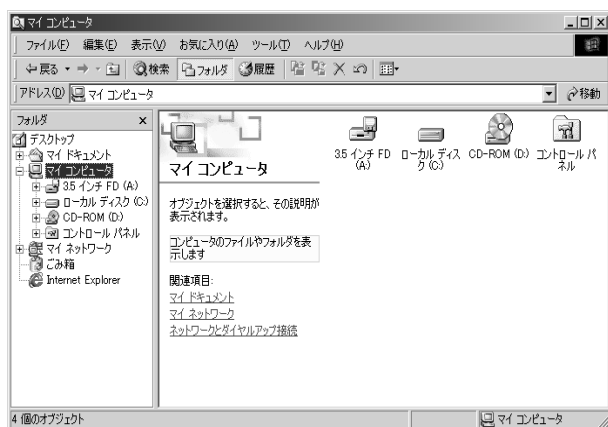 マイ コンピュータ
ファイル(F) 編集(E) 表示(V) お気に入り(A) ツール(T) ヘルプ(H)
戻る 検索 フォルダ 履歴
アドレス(D) マイ コンピュータ 移動
フォルダ
デスクトップ
マイ ドキュメント
マイ コンピュータ
3.5 インチ FD (A:)
ローカル ディスク (C:)
CD-ROM (D:)
コントロール パネル
マイ ネットワーク
ごみ箱
Internet Explorer
マイ コンピュータ
オブジェクトを選択すると、その説明が
表示されます。
コンピュータのファイルやフォルダを表
示します
関連項目:
マイ ドキュメント
マイ ネットワーク
ネットワークとダイヤルアップ接続
3.5 インチ FD
(A:)
ローカル ディス
ク (C:)
CD-ROM (D:)
コントロール パ
ネル
4 個のオブジェクト
マイ コンピュータ